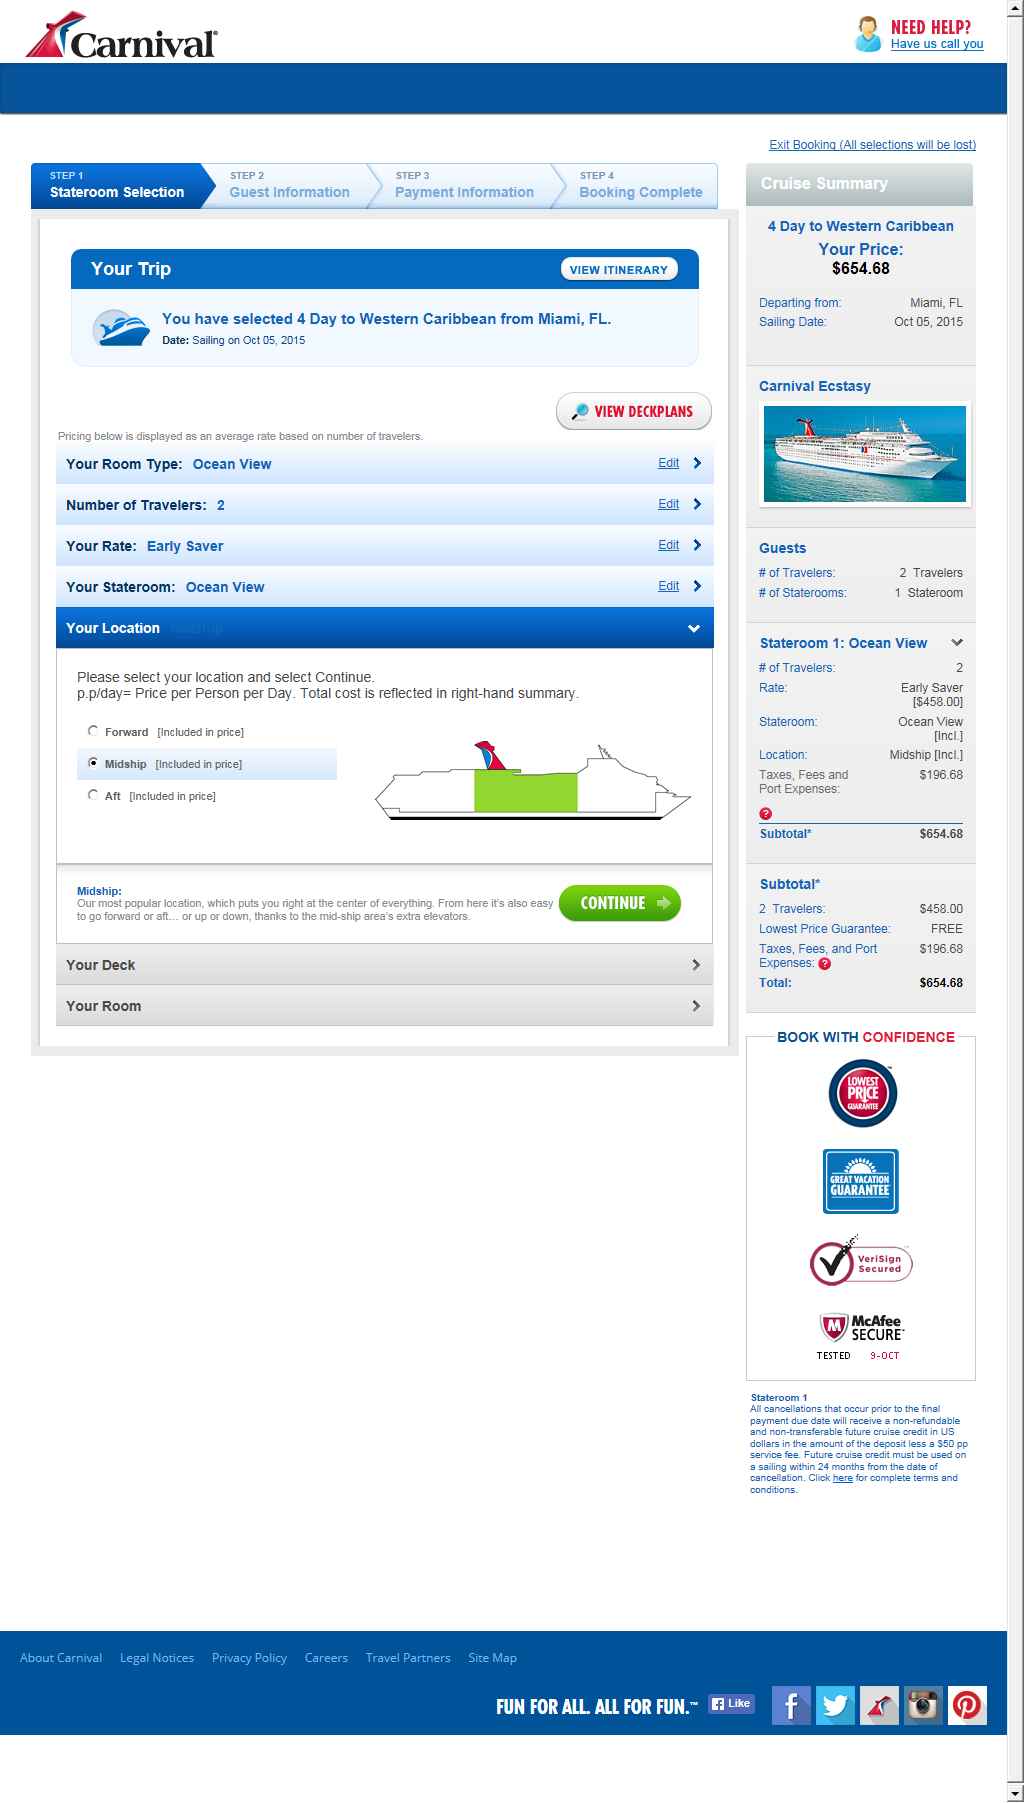 Carnival
NEED HELP?
Have us call you
Exit Booking (All selections will be lost)
STEP 1
Stateroom Selection
STEP 2
Guest Information
STEP 3
Payment Information
STEP 4
Booking Complete
Your Trip
VIEW ITINERARY
You have selected 4 Day to Western Caribbean from Miami, FL.
Date: Sailing on Oct 05, 2015
VIEW DECKPLANS
Pricing below is displayed as an average rate based on number of travelers.
Your Room Type: Ocean View Edit
Number of Travelers: 2 Edit
Your Rate: Early Saver Edit
Your Stateroom: Ocean View Edit
Your Location Midship
Please select your location and select Continue.
p.p/day= Price per Person per Day. Total cost is reflected in right-hand summary.
Forward [Included in price]
Midship [Included in price]
Aft [Included in price]
Midship:
Our most popular location, which puts you right at the center of everything. From here it's also easy
to go forward or aft... or up or down, thanks to the mid-ship area's extra elevators.
CONTINUE
Your Deck
Your Room
Cruise Summary
4 Day to Western Caribbean
Your Price:
$654.68
Departing from: Miami, FL
Sailing Date: Oct 05, 2015
Carnival Ecstasy
Guests
# of Travelers: 2 Travelers
# of Staterooms: 1 Stateroom
Stateroom 1: Ocean View
# of Travelers: 2
Rate: Early Saver
[$458.00]
Stateroom: Ocean View
[Incl.]
Location: Midship [Incl.]
Taxes, Fees and $196.68
Port Expenses:
?
Subtotal* $654.68
Subtotal*
2 Travelers: $458.00
Lowest Price Guarantee: FREE
Taxes, Fees, and Port $196.68
Expenses: ?
Total: $654.68
BOOK WITH CONFIDENCE
LOWEST
PRICE
GUARANTEE
™
GREAT VACATION
GUARANTEE
VeriSign
Secured
McAfee
SECURE
TESTED 9-OCT
Stateroom 1
All cancellations that occur prior to the final
payment due date will receive a non-refundable
and non-transferable future cruise credit in US
dollars in the amount of the deposit less a $50 pp
service fee. Future cruise credit must be used on
a sailing within 24 months from the date of
cancellation. Click here for complete terms and
conditions.
About Carnival Legal Notices Privacy Policy Careers Travel Partners Site Map
FUN FOR ALL. ALL FOR FUN.™
Like